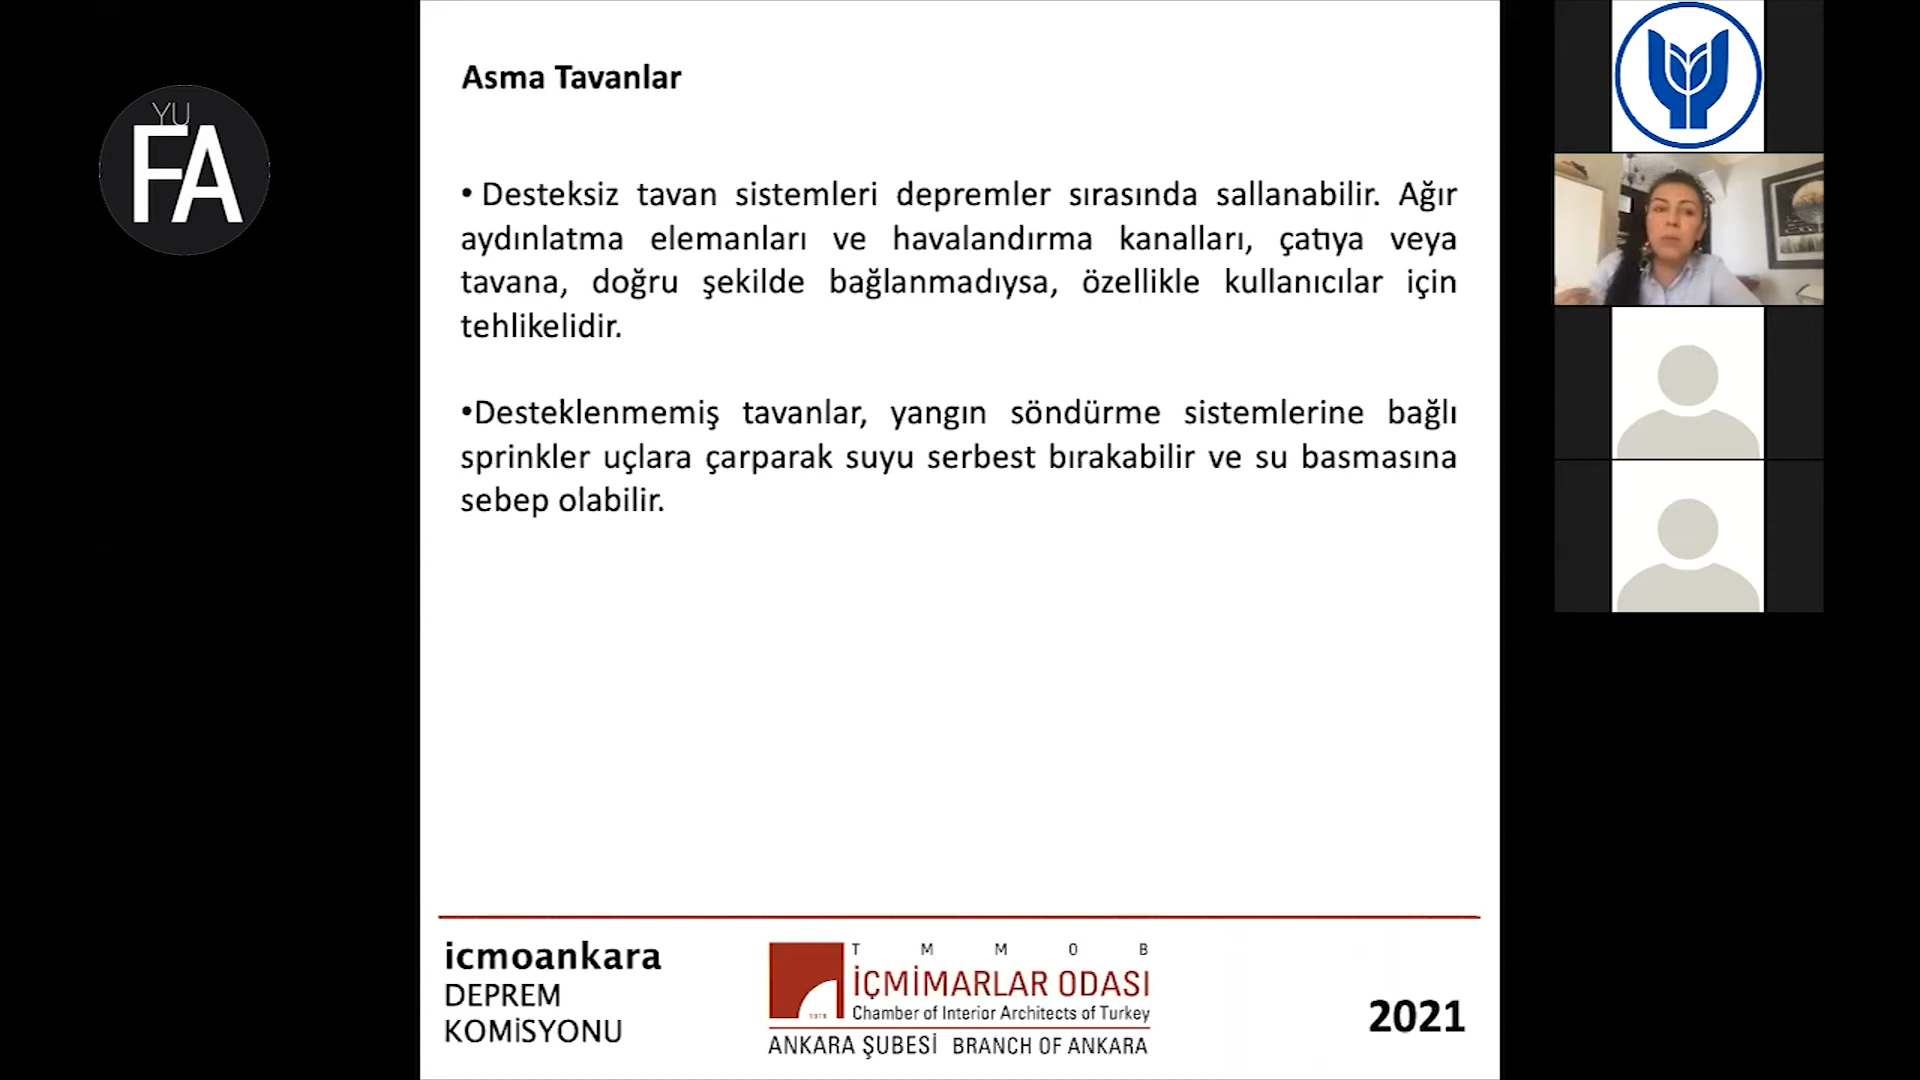 YU
FA
Asma Tavanlar
• Desteksiz tavan sistemleri depremler sırasında sallanabilir. Ağır
aydınlatma elemanları ve havalandırma kanalları, çatıya veya
tavana, doğru şekilde bağlanmadıysa, özellikle kullanıcılar için
tehlikelidir.
•Desteklenmemiş tavanlar, yangın söndürme sistemlerine bağlı
sprinkler uçlara çarparak suyu serbest bırakabilir ve su basmasına
sebep olabilir.
icmoankara
DEPREM
KOMİSYONU
T M M O B
İÇMİMARLAR ODASI
Chamber of Interior Architects of Turkey
ANKARA ŞUBESİ BRANCH OF ANKARA
2021